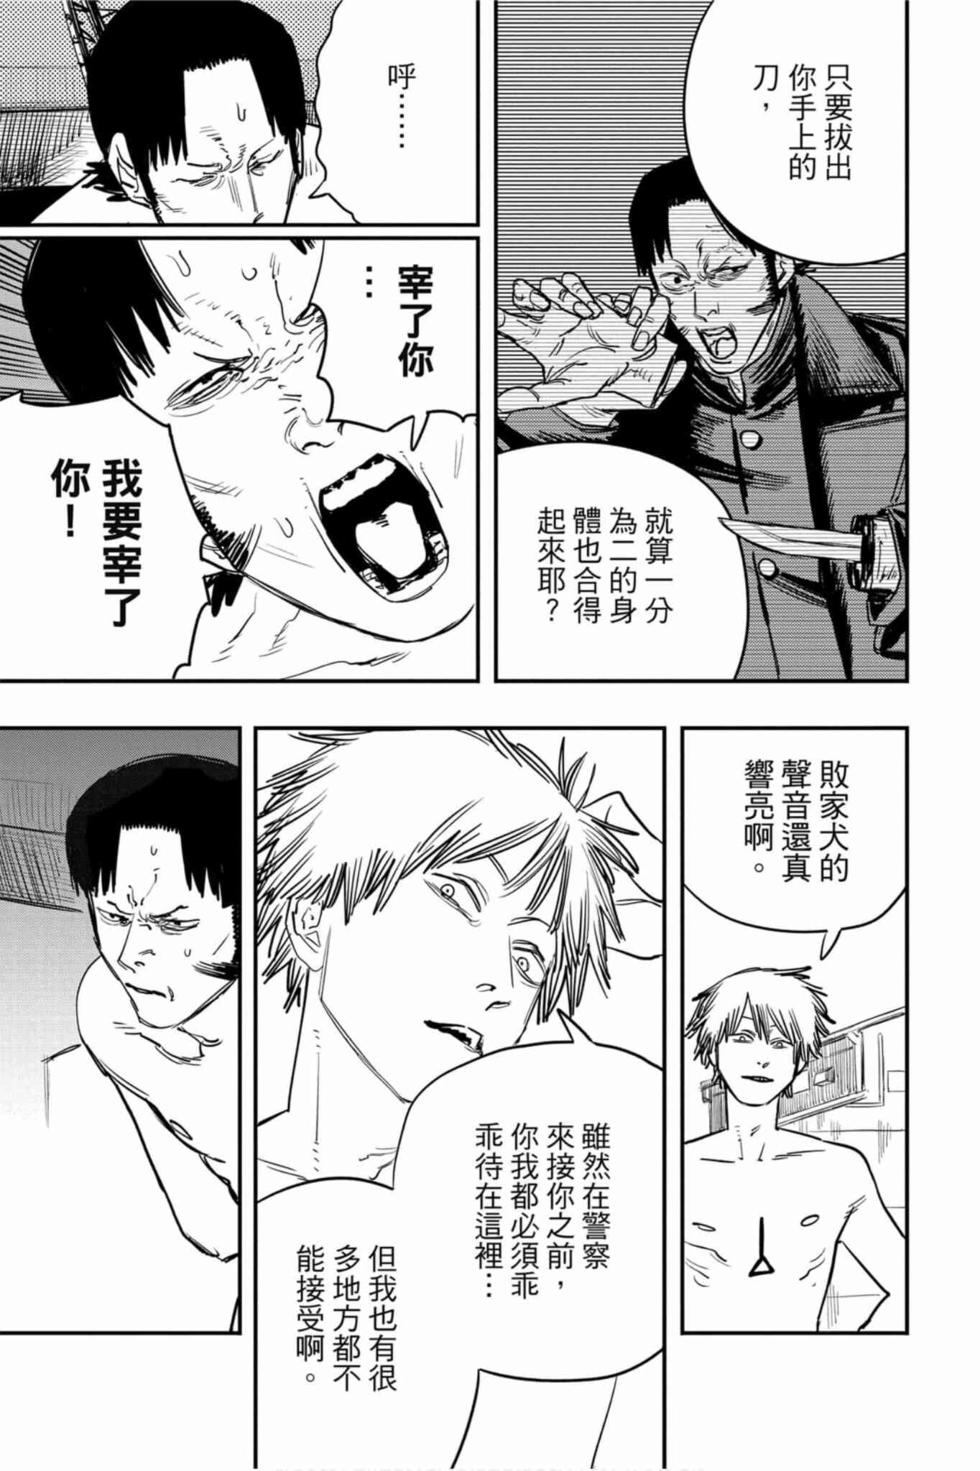 只要拔出
你手上的
刀，
就算一分
為二的身
體也合得
起來耶？
呼……
宰了你
…
我要宰了
你！
敗家犬的
聲音還真
響亮啊。
雖然在警察
來接你之前，
你我都必須乖
乖待在這裡…
但我也有很
多地方都不
能接受啊。